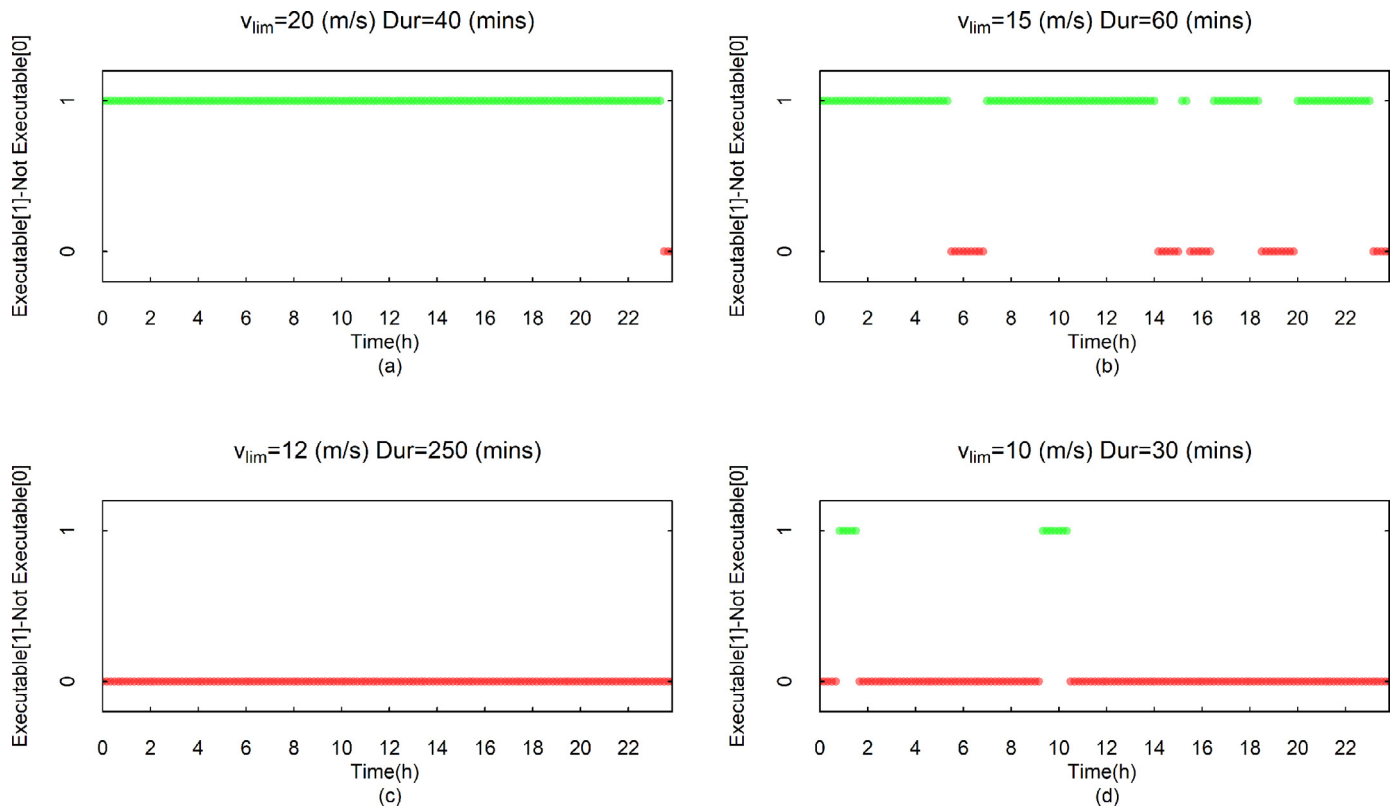 vlim=20 (m/s) Dur=40 (mins)
Executable[1]-Not Executable[0]
1
0
0 2 4 6 8 10 12 14 16 18 20 22
Time(h)
(a)
vlim=15 (m/s) Dur=60 (mins)
Executable[1]-Not Executable[0]
1
0
0 2 4 6 8 10 12 14 16 18 20 22
Time(h)
(b)
vlim=12 (m/s) Dur=250 (mins)
Executable[1]-Not Executable[0]
1
0
0 2 4 6 8 10 12 14 16 18 20 22
Time(h)
(c)
vlim=10 (m/s) Dur=30 (mins)
Executable[1]-Not Executable[0]
1
0
0 2 4 6 8 10 12 14 16 18 20 22
Time(h)
(d)